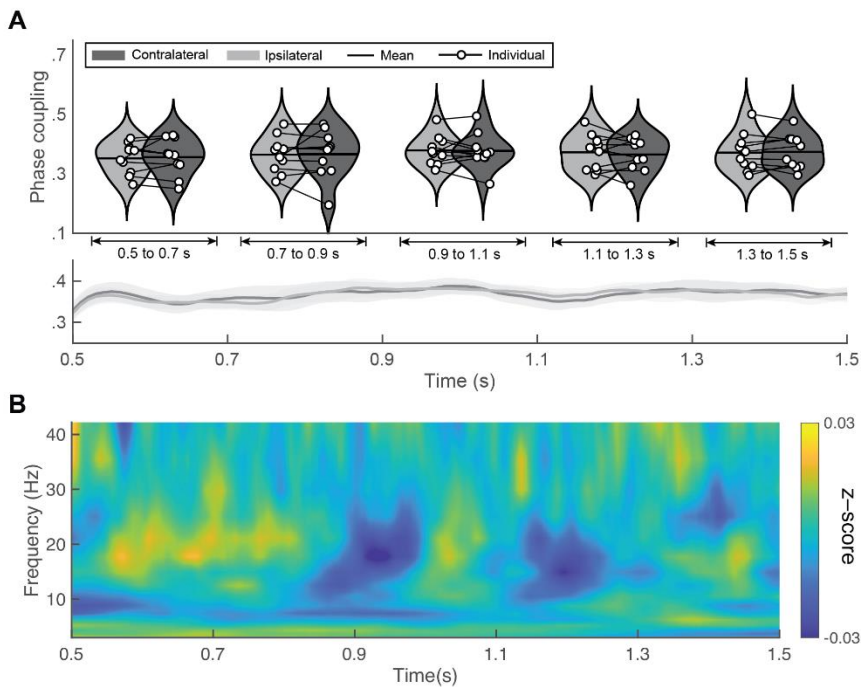 A
Contralateral Ipsilateral Mean Individual
Phase coupling
.7
.5
.3
.1
0.5 to 0.7 s 0.7 to 0.9 s 0.9 to 1.1 s 1.1 to 1.3 s 1.3 to 1.5 s
.4
.3
0.5 0.7 0.9 1.1 1.3 1.5
Time (s)
B
Frequency (Hz)
40
30
20
10
0.5 0.7 0.9 1.1 1.3 1.5
Time(s)
0.03
z-score
-0.03